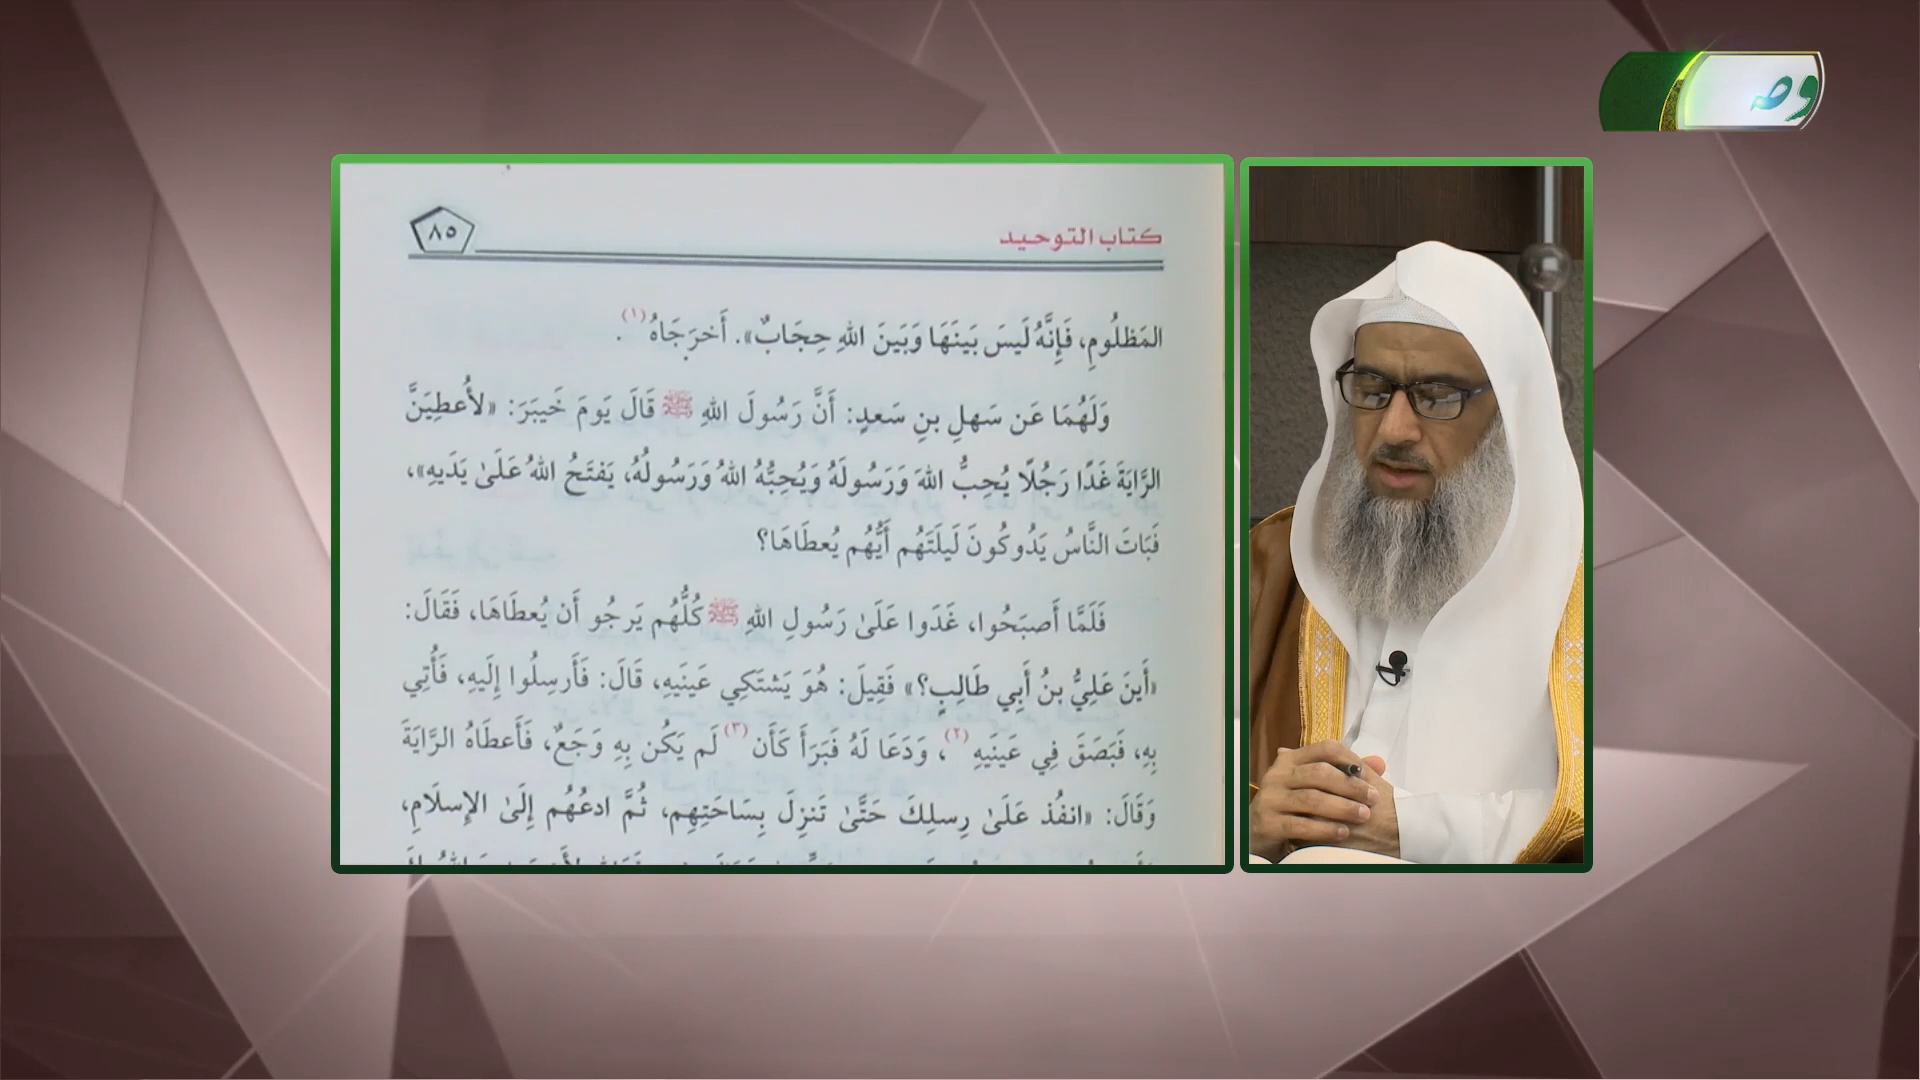 وصـ
كتاب التوحيد
٨٥
المَظلُومِ، فَإِنَّهُ لَيسَ بَينَهَا وَبَينَ اللهِ حِجَابٌ». أَخرَجَاهُ(١).
وَلَهُمَا عَن سَهلِ بنِ سَعدٍ: أَنَّ رَسُولَ اللهِ ﷺ قَالَ يَومَ خَيبَرَ: «لأُعطِيَنَّ
الرَّايَةَ غَدًا رَجُلًا يُحِبُّ اللهَ وَرَسُولَهُ وَيُحِبُّهُ اللهُ وَرَسُولُهُ، يَفتَحُ اللهُ عَلَىٰ يَدَيهِ»،
فَبَاتَ النَّاسُ يَدُوكُونَ لَيلَتَهُم أَيُّهُم يُعطَاهَا؟
فَلَمَّا أَصبَحُوا، غَدَوا عَلَىٰ رَسُولِ اللهِ ﷺ كُلُّهُم يَرجُو أَن يُعطَاهَا، فَقَالَ:
«أَينَ عَلِيُّ بنُ أَبِي طَالِبٍ؟» فَقِيلَ: هُوَ يَشتَكِي عَينَيهِ، قَالَ: فَأَرسِلُوا إِلَيهِ، فَأُتِي
بِهِ، فَبَصَقَ فِي عَينَيهِ(٢)، وَدَعَا لَهُ فَبَرَأَ كَأَن(٣) لَم يَكُن بِهِ وَجَعٌ، فَأَعطَاهُ الرَّايَةَ
وَقَالَ: «انفُذ عَلَىٰ رِسلِكَ حَتَّىٰ تَنزِلَ بِسَاحَتِهِم، ثُمَّ ادعُهُم إِلَىٰ الإِسلَامِ،